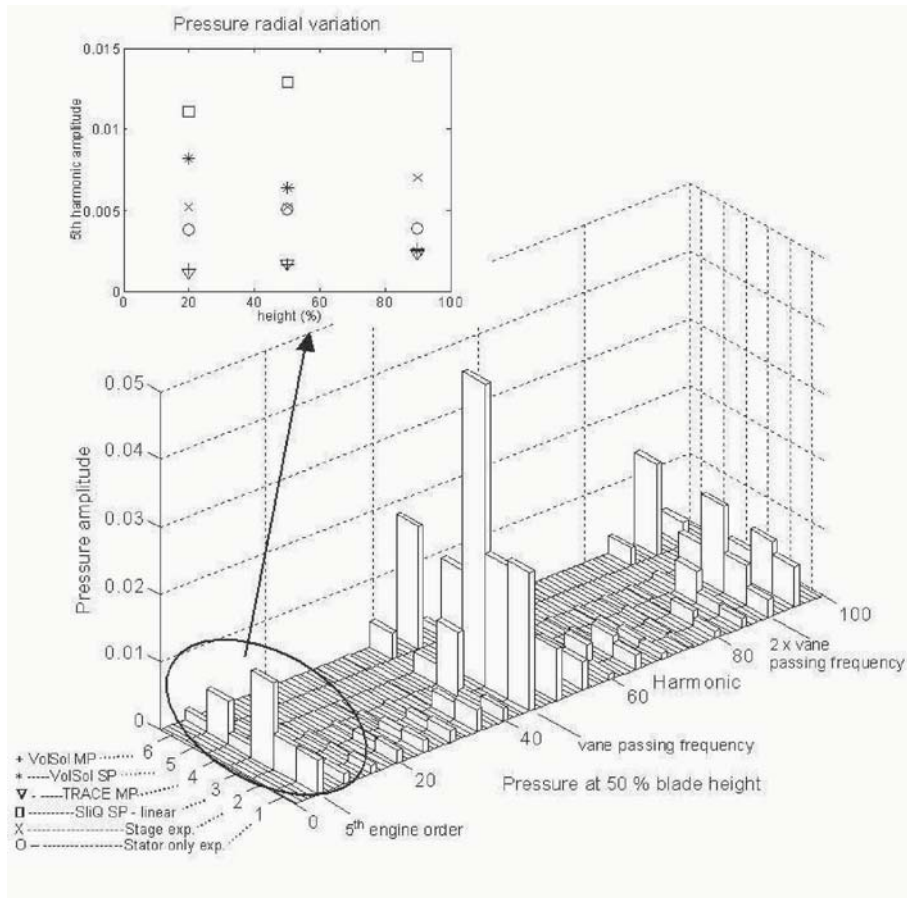 Pressure radial variation
0.015
0.01
0.005
0
5th harmonic amplitude
0 20 40 60 80 100
height (%)
0.05
0.04
0.03
0.02
0.01
0
Pressure amplitude
6
5
4
3
2
1
0
20
40
60
80
100
Harmonic
2 x vane
passing frequency
vane passing frequency
Pressure at 50 % blade height
5th engine order
+ VolSol MP
* VolSol SP
∇ TRACE MP
□ SliQ SP - linear
X Stage exp.
O Stator only exp.